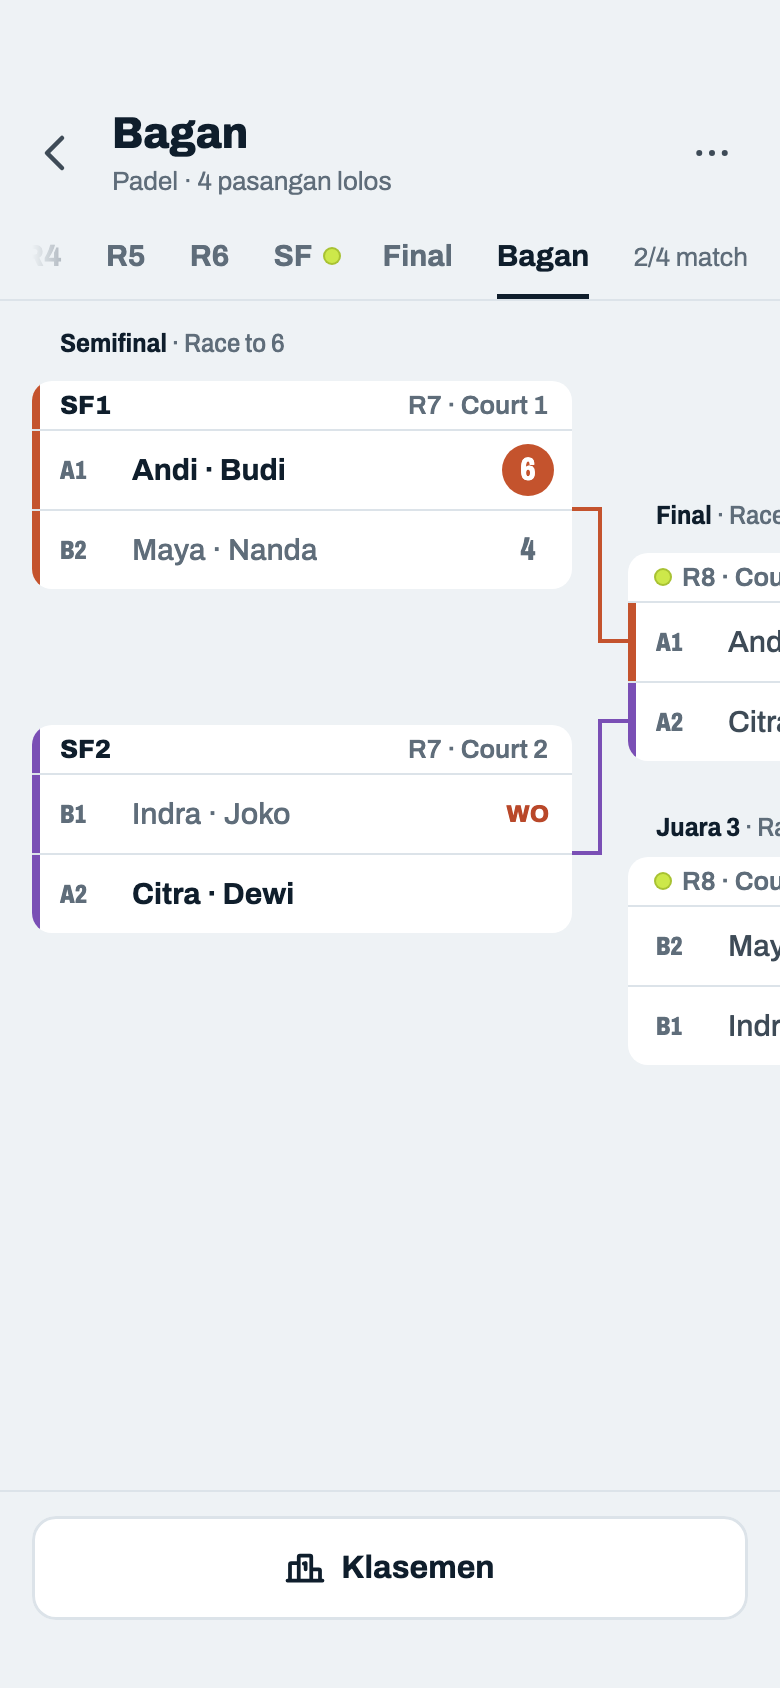 Bagan
Padel · 4 pasangan lolos
R4 R5 R6 SF Final Bagan 2/4 match
Semifinal · Race to 6
SF1 R7 · Court 1
A1 Andi · Budi 6
B2 Maya · Nanda 4
Final · Race
R8 · Cou
A1 And
A2 Citra
SF2 R7 · Court 2
B1 Indra · Joko WO
A2 Citra · Dewi
Juara 3 · Ra
R8 · Cou
B2 May
B1 Indr
Klasemen